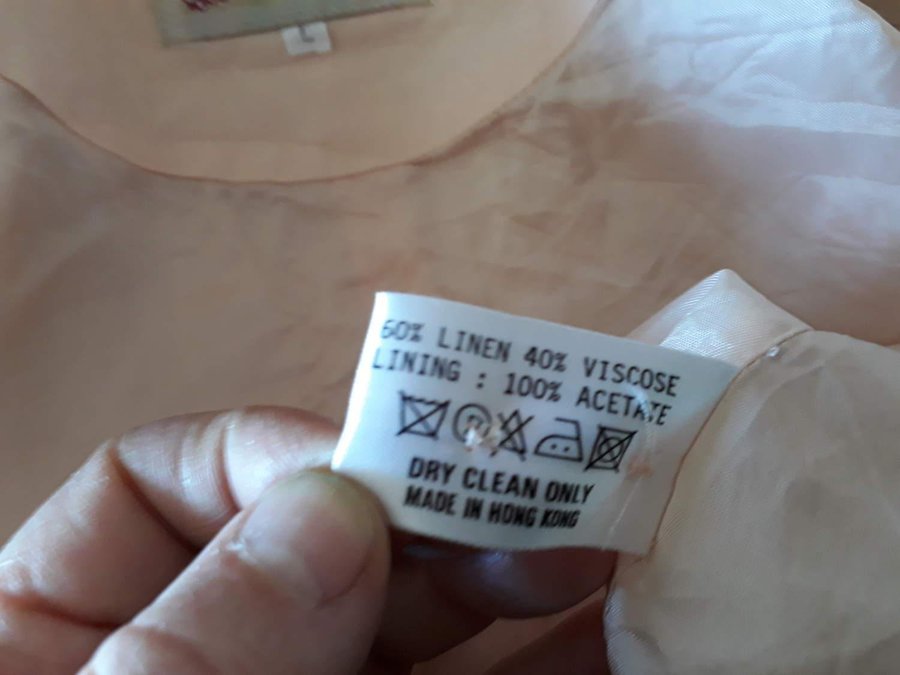 L
60% LINEN 40% VISCOSE
LINING : 100% ACETATE
DRY CLEAN ONLY
MADE IN HONG KONG